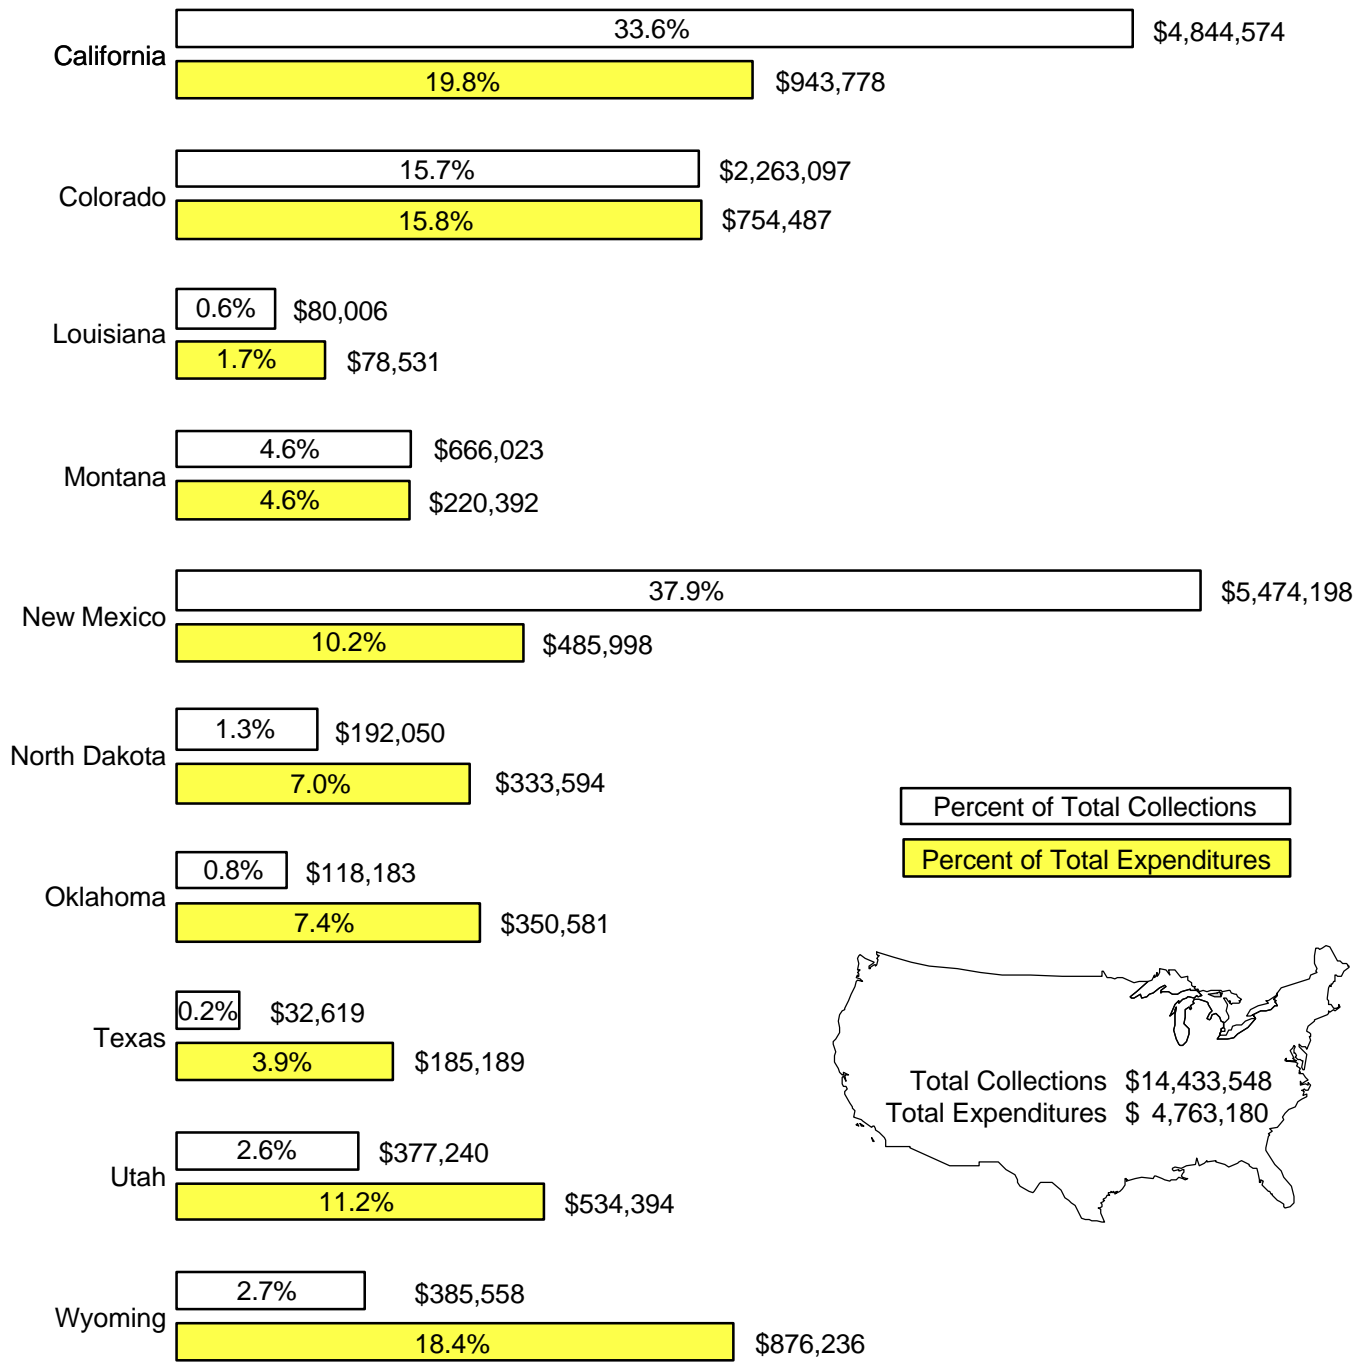 33.6% $4,844,574
California
19.8% $943,778
15.7% $2,263,097
Colorado
15.8% $754,487
0.6% $80,006
Louisiana
1.7% $78,531
4.6% $666,023
Montana
4.6% $220,392
37.9% $5,474,198
New Mexico
10.2% $485,998
1.3% $192,050
North Dakota
7.0% $333,594
Percent of Total Collections
Percent of Total Expenditures
0.8% $118,183
Oklahoma
7.4% $350,581
0.2% $32,619
Texas
3.9% $185,189
Total Collections $14,433,548
Total Expenditures $ 4,763,180
2.6% $377,240
Utah
11.2% $534,394
2.7% $385,558
Wyoming
18.4% $876,236